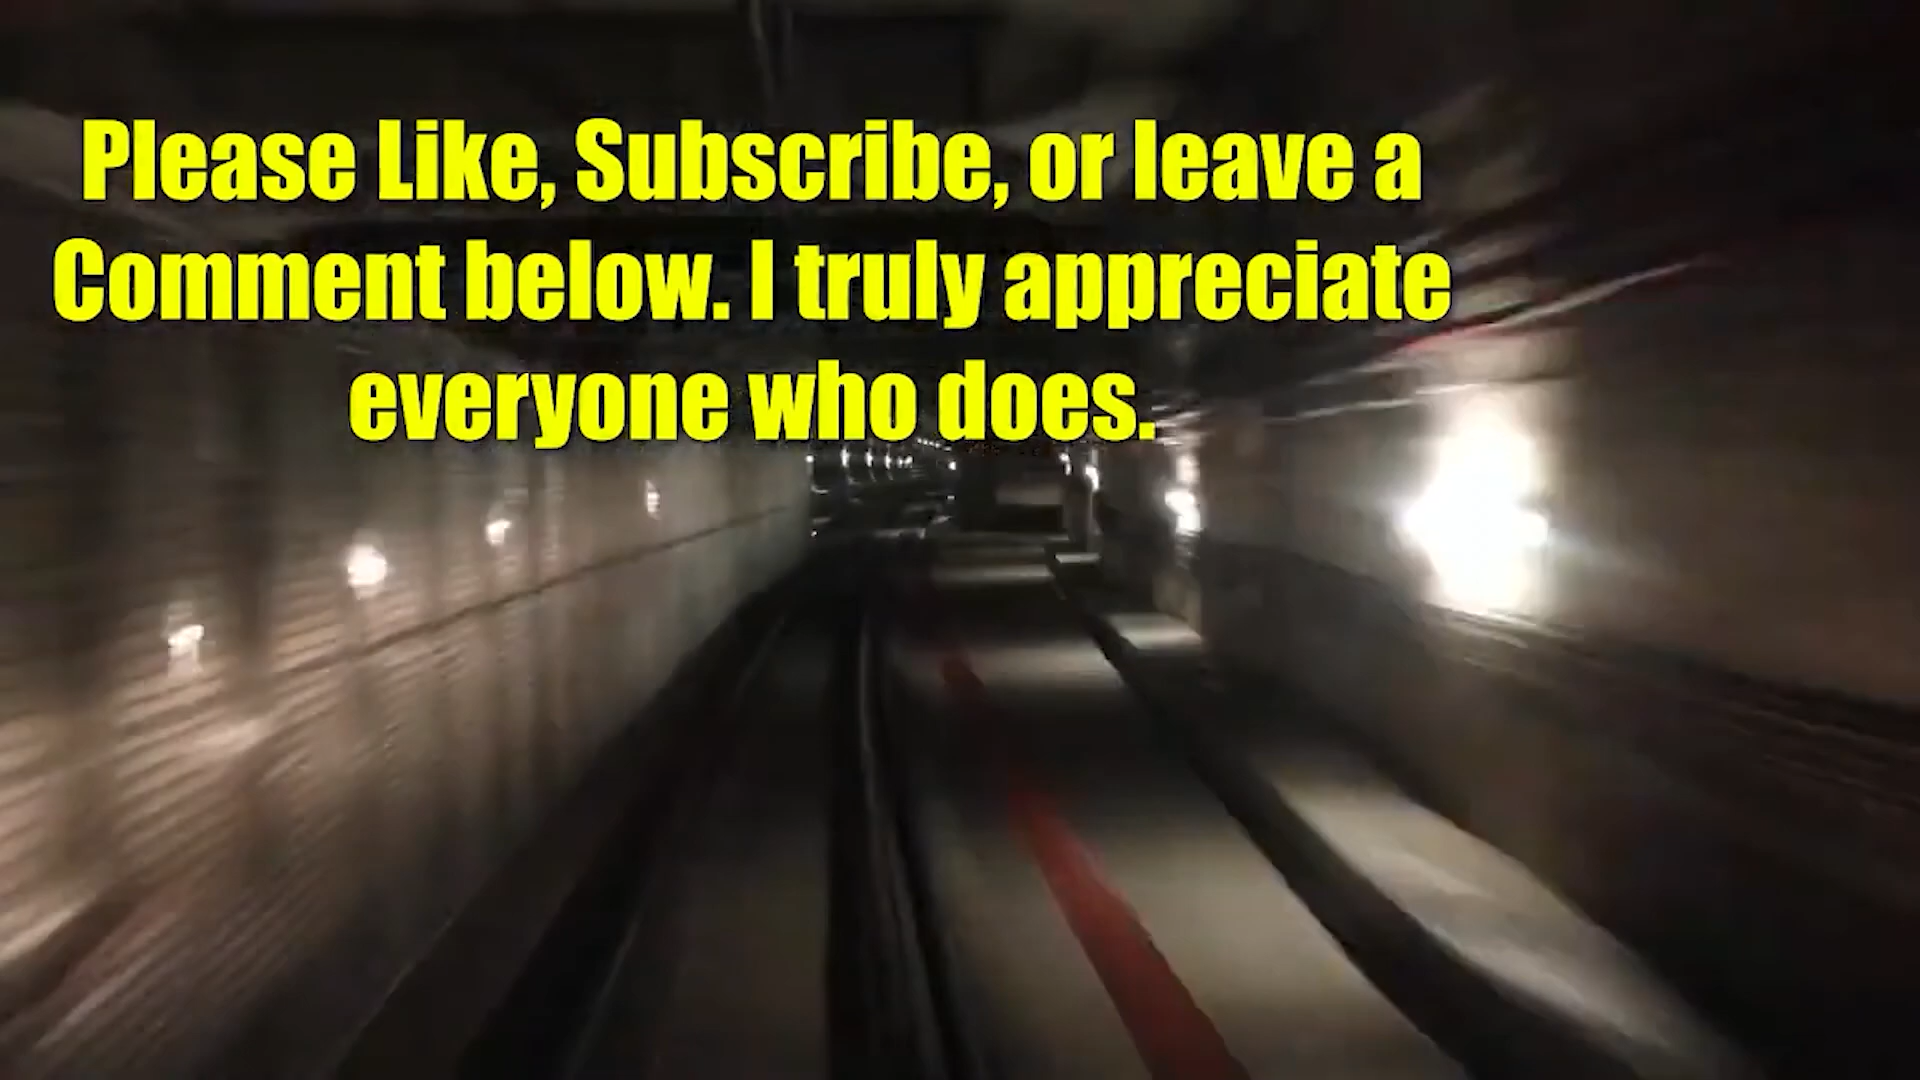 Please Like, Subscribe, or leave a
Comment below. I truly appreciate
everyone who does.